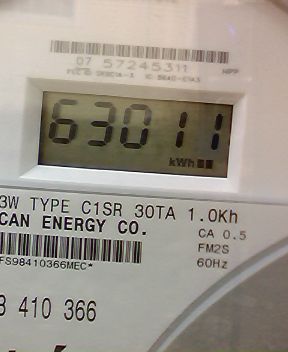 07 57245311
63011
kWh
3W TYPE C1SR 30TA 1.0Kh
CAN ENERGY CO.
CA 0.5
FM2S
60Hz
FS98410366MEC*
8 410 366